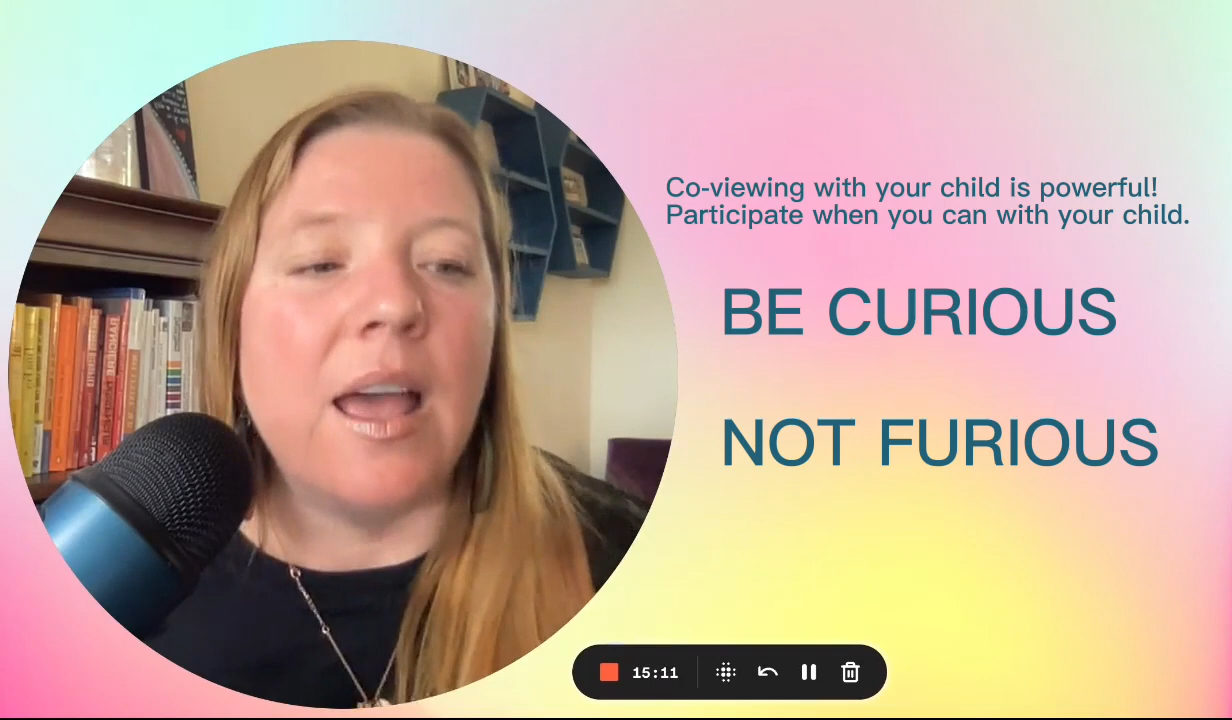 Co-viewing with your child is powerful!
Participate when you can with your child.
BE CURIOUS
NOT FURIOUS
15:11